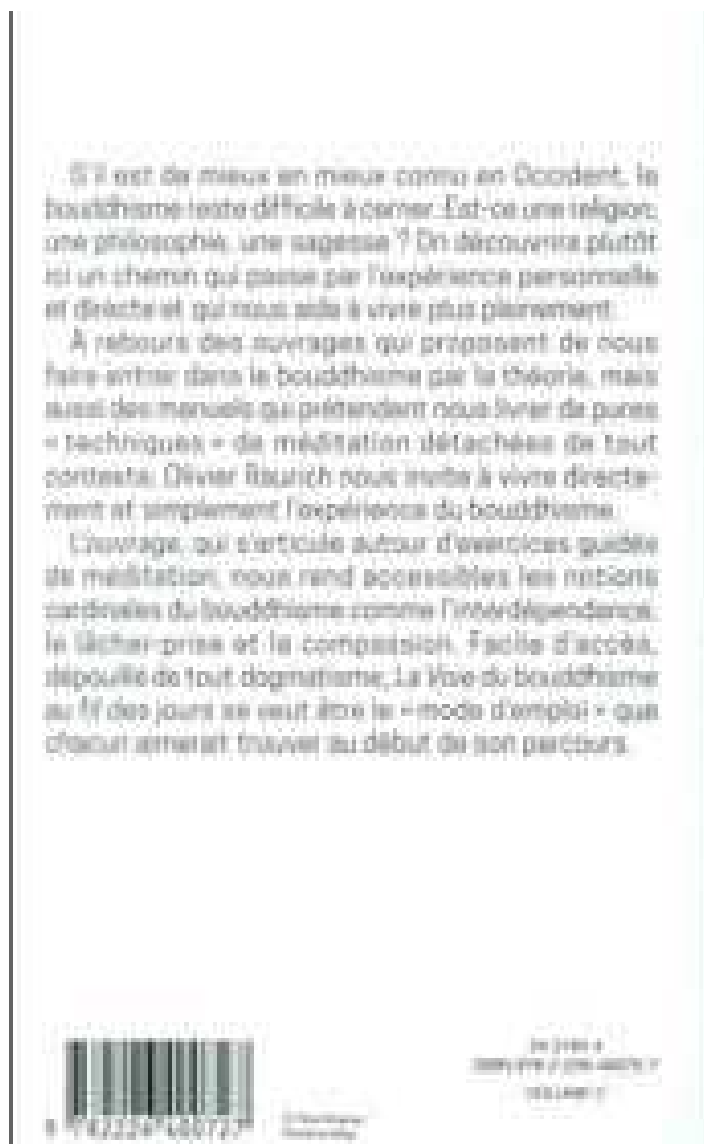 S'il est de mieux en mieux connu en Occident, le
bouddhisme reste difficile à cerner. Est-ce une religion,
une philosophie, une sagesse ? On découvrira plutôt
ici un chemin qui passe par l'expérience personnelle
et directe et qui nous aide à vivre plus pleinement.
À rebours des ouvrages qui proposent de nous
faire entrer dans le bouddhisme par la théorie, mais
aussi des manuels qui prétendent nous livrer de pures
« techniques » de méditation détachées de tout
contexte, Olivier Raurich nous invite à vivre directe-
ment et simplement l'expérience du bouddhisme.
L'ouvrage, qui s'articule autour d'exercices guidés
de méditation, nous rend accessibles les notions
cardinales du bouddhisme comme l'interdépendance,
le lâcher-prise et la compassion. Facile d'accès,
dépouillé de tout dogmatisme, La Voie du bouddhisme
au fil des jours se veut être le « mode d'emploi » que
chacun aimerait trouver au début de son parcours.